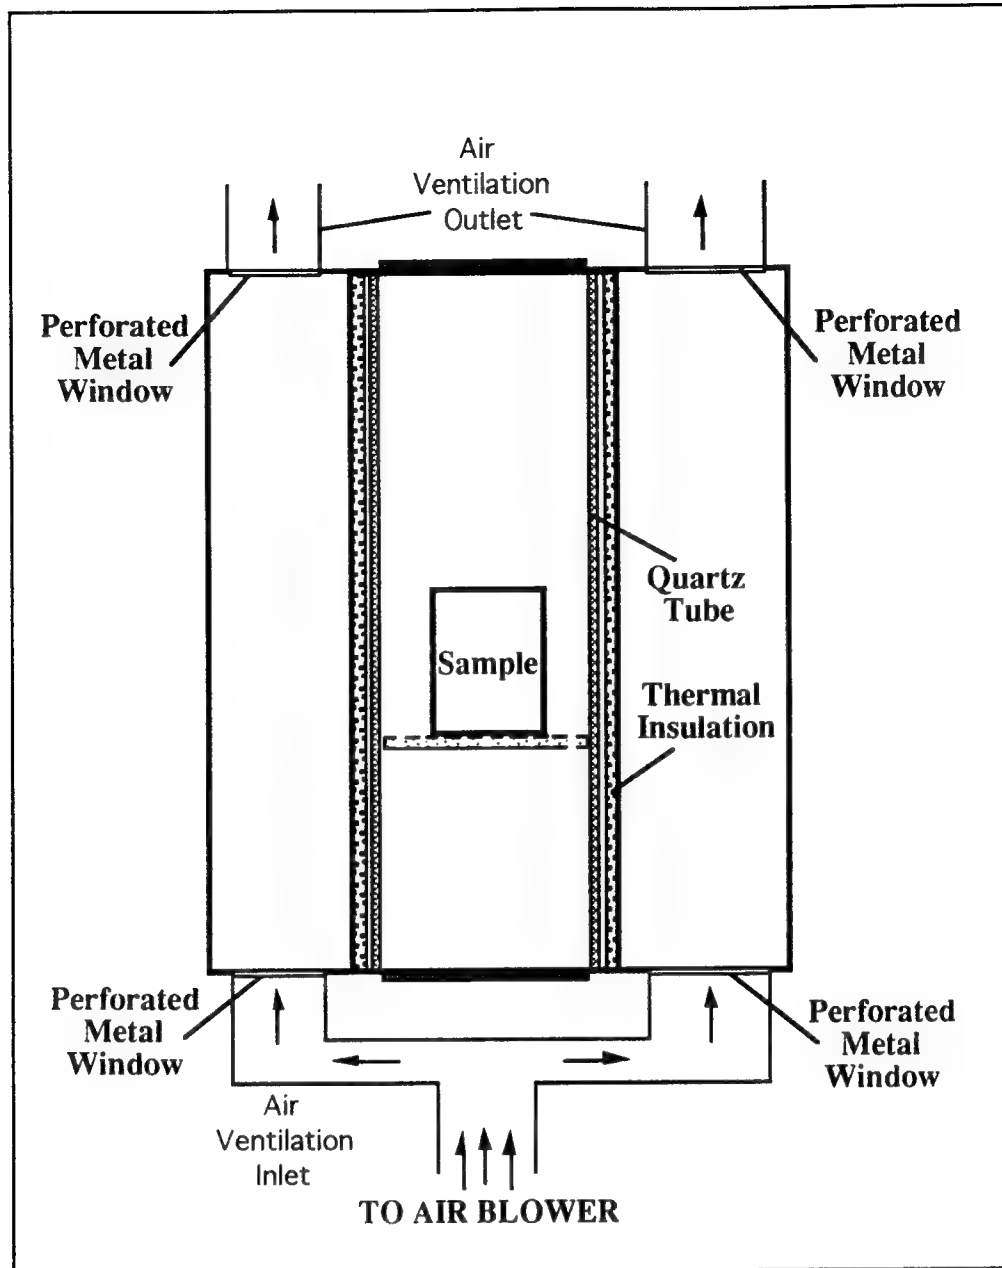 Air
Ventilation
Outlet
Perforated
Metal
Window
Perforated
Metal
Window
Quartz
Tube
Sample
Thermal
Insulation
Perforated
Metal
Window
Perforated
Metal
Window
Air
Ventilation
Inlet
TO AIR BLOWER